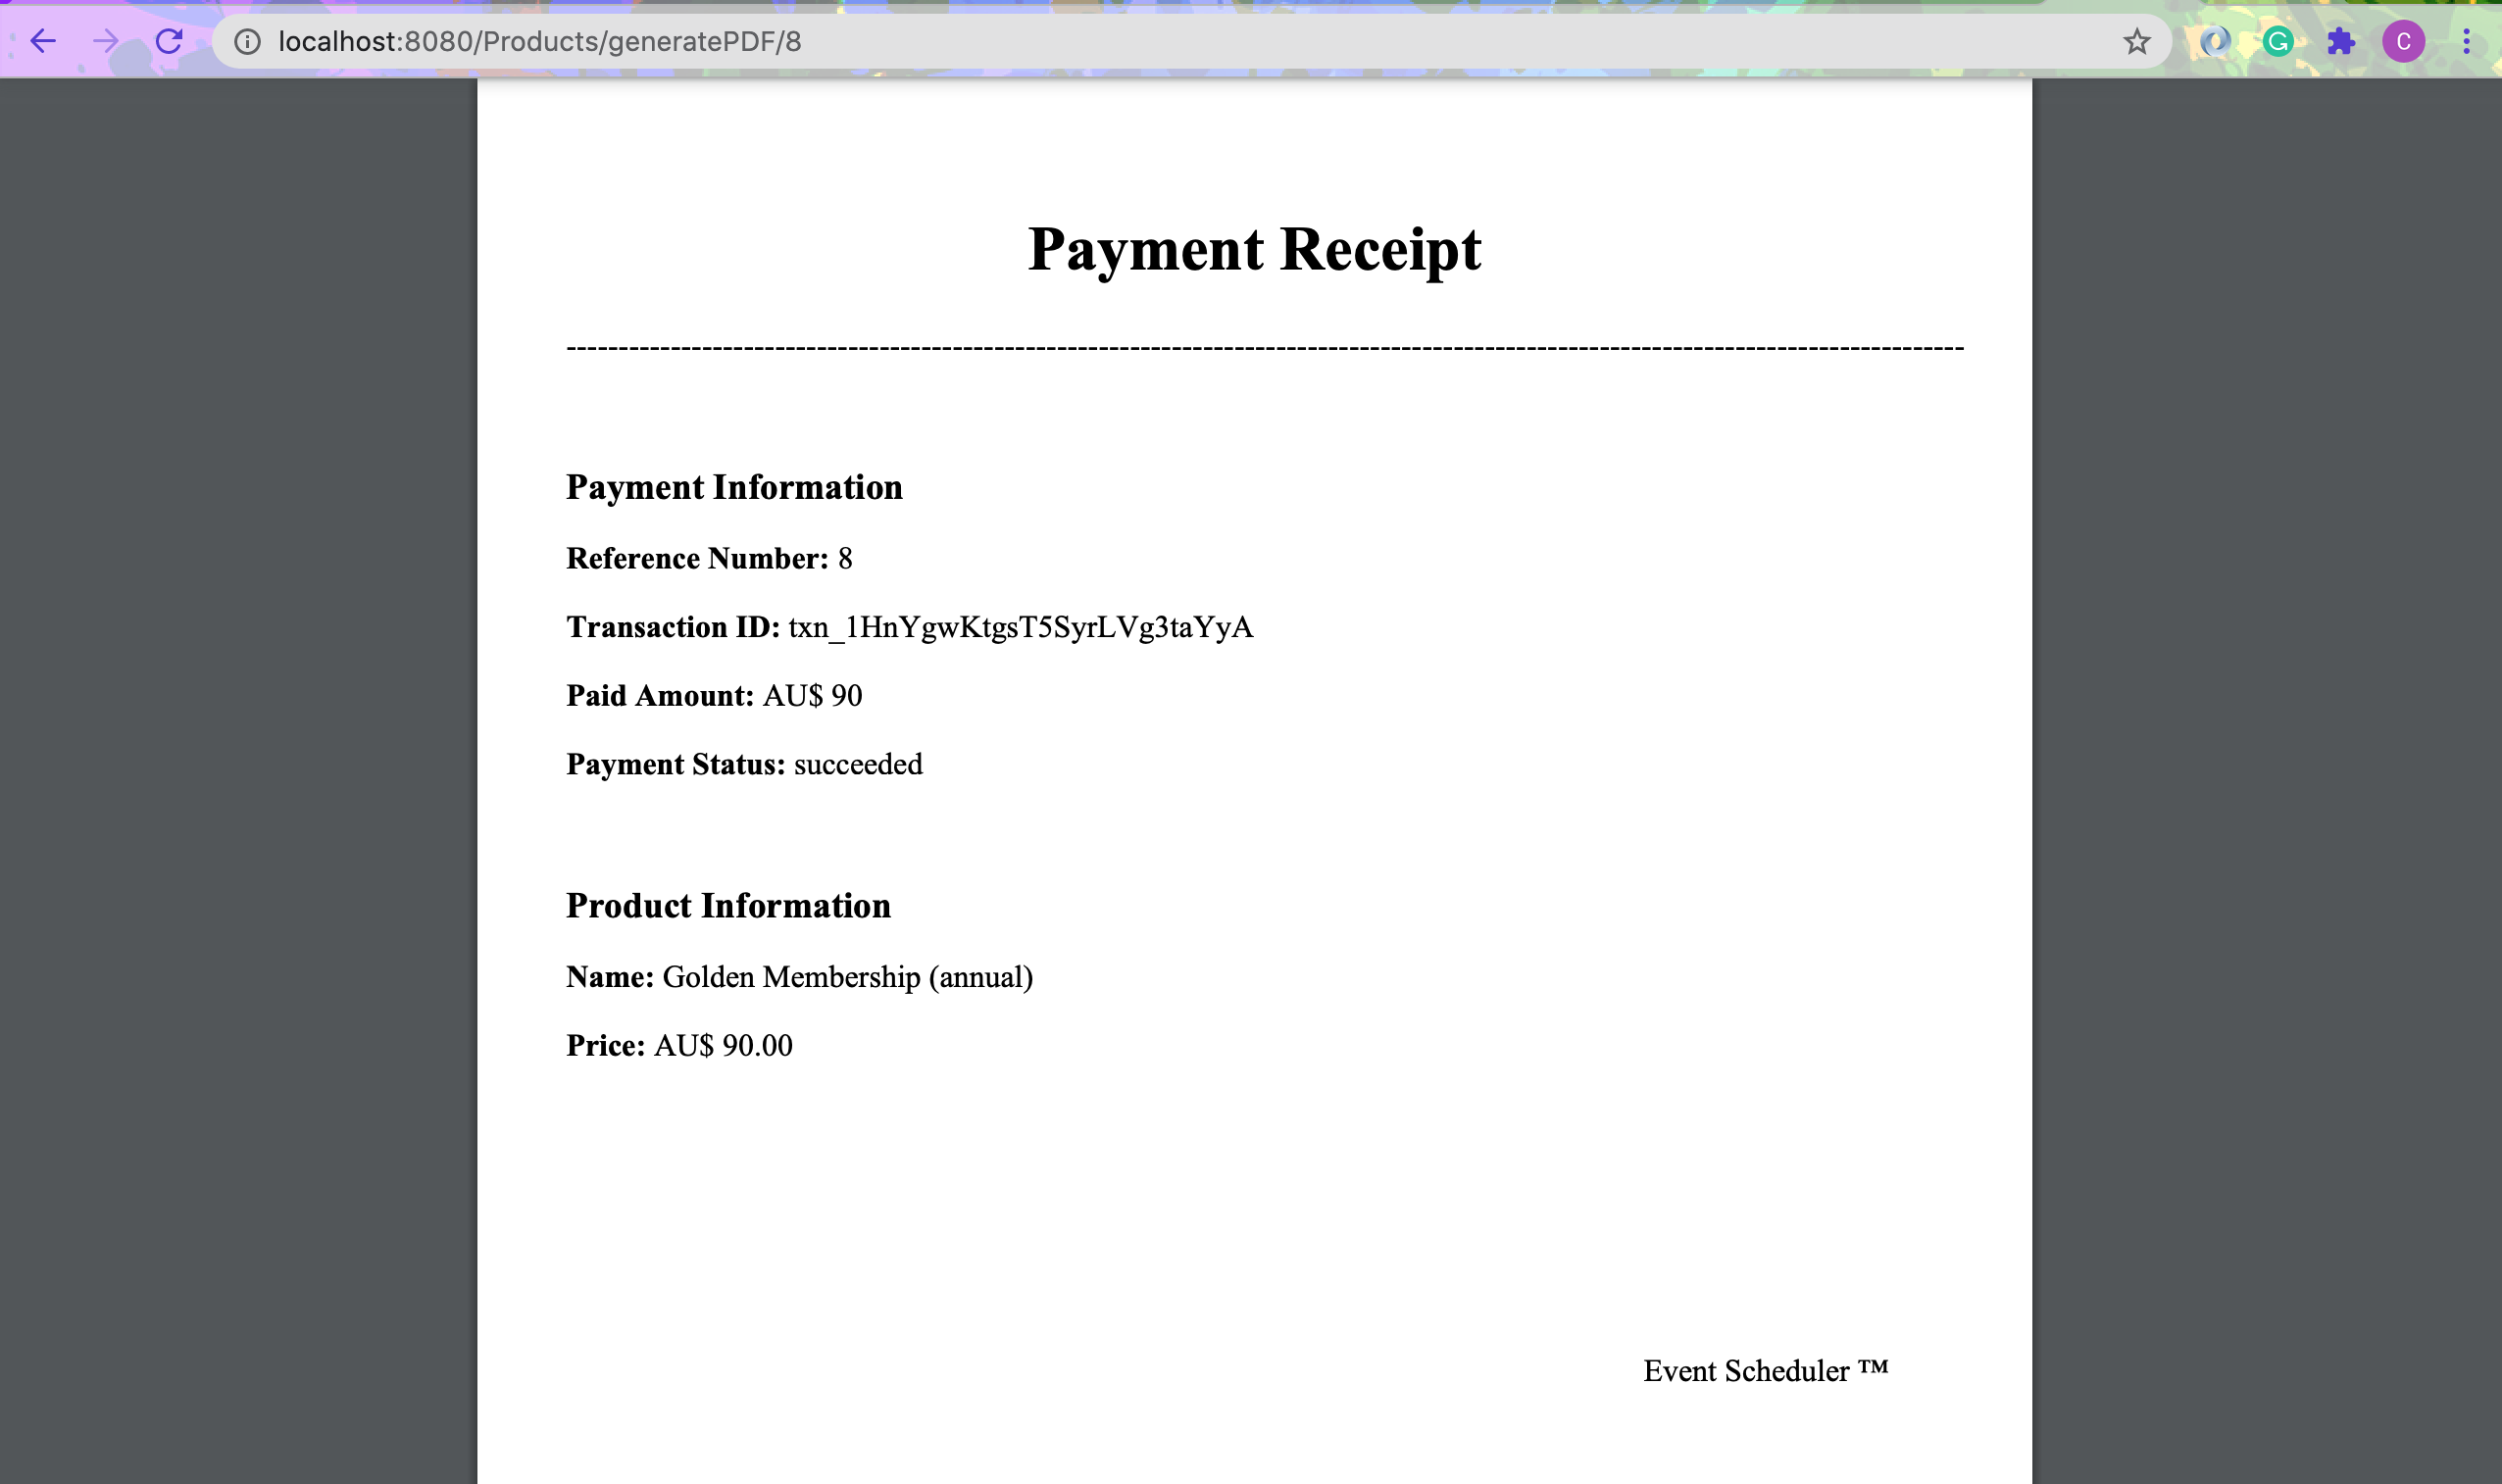 localhost:8080/Products/generatePDF/8
C
Payment Receipt
---------------------------------------------------------------------------------------------------------------------------------------
Payment Information
Reference Number: 8
Transaction ID: txn_1HnYgwKtgsT5SyrLVg3taYyA
Paid Amount: AU$ 90
Payment Status: succeeded
Product Information
Name: Golden Membership (annual)
Price: AU$ 90.00
Event Scheduler ™